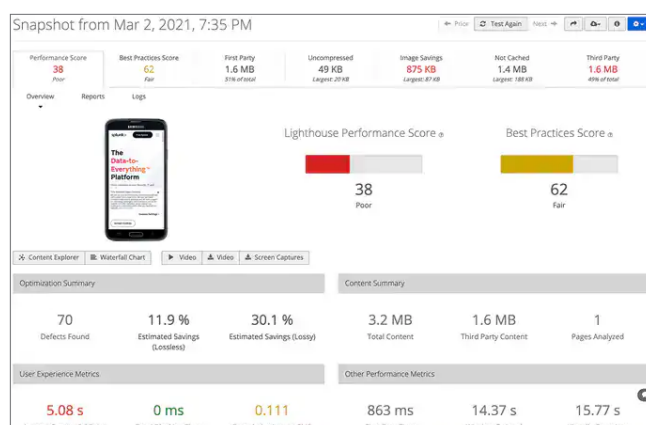 Snapshot from Mar 2, 2021, 7:35 PM
Prior Test Again Next
Performance Score Best Practices Score First Party Uncompressed Image Savings Not Cached Third Party
38 62 1.6 MB 49 KB 875 KB 1.4 MB 1.6 MB
Poor Fair 51% of total Largest: 20 KB Largest: 87 KB Largest: 188 KB 49% of total
Overview Reports Logs
splunk>
The
Data-to-
Everything™
Platform
Lighthouse Performance Score Best Practices Score
38 62
Poor Fair
Content Explorer Waterfall Chart Video Video Screen Captures
Optimization Summary Content Summary
70 11.9 % 30.1 % 3.2 MB 1.6 MB 1
Defects Found Estimated Savings Estimated Savings (Lossy) Total Content Third Party Content Pages Analyzed
(Lossless)
User Experience Metrics Other Performance Metrics
5.08 s 0 ms 0.111 863 ms 14.37 s 15.77 s